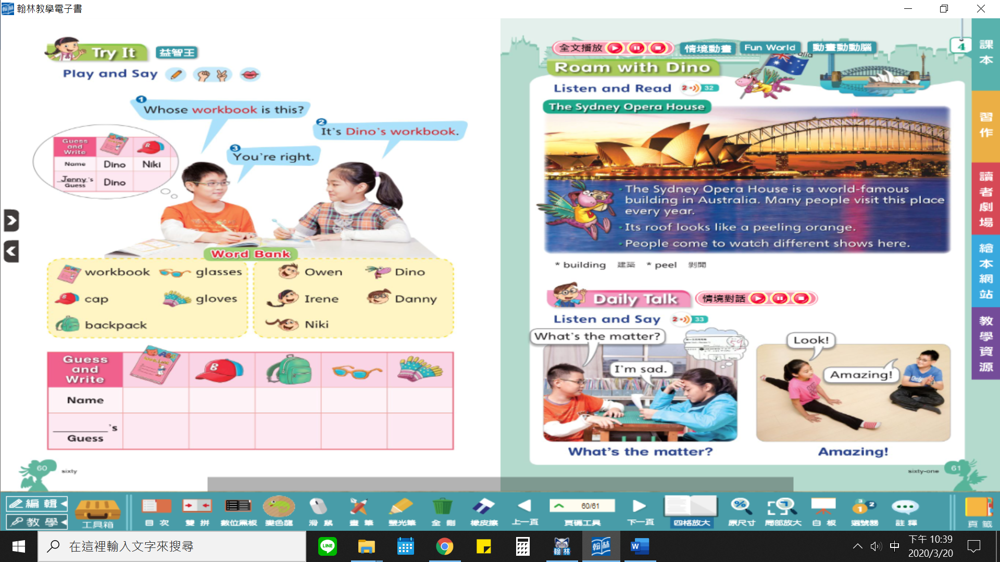 翰林教學電子書
Try It
益智王
Play and Say
1
Whose workbook is this?
2
It's Dino's workbook.
3
You're right.
Guess and Write
Name Dino Niki
Jenny's Guess Dino
Word Bank
workbook glasses
cap gloves
backpack
Owen Dino
Irene Danny
Niki
Guess
and
Write
Name
________'s
Guess
60 sixty
全文播放
情境動畫
Fun World
動畫動動腦
4
Roam with Dino
Listen and Read 2 32
The Sydney Opera House
· The Sydney Opera House is a world-famous
building in Australia. Many people visit this place
every year.
· Its roof looks like a peeling orange.
· People come to watch different shows here.
* building 建築 * peel 剝開
Daily Talk
情境對話
Listen and Say 2 33
What's the matter?
59
I'm sad.
Look!
Amazing!
What's the matter?
Amazing!
sixty-one 61
課本
習作
讀者劇場
繪本網站
教學資源
編輯
教學
工具箱
目次
雙拼
數位黑板
變色龍
滑鼠
畫筆
螢光筆
全刪
橡皮擦
上一頁
60/61
頁碼工具
下一頁
四格放大
原尺寸
局部放大
白板
選號器
註釋
頁籤
在這裡輸入文字來搜尋
LINE
翰林
翰林
W
中
下午 10:39
2020/3/20